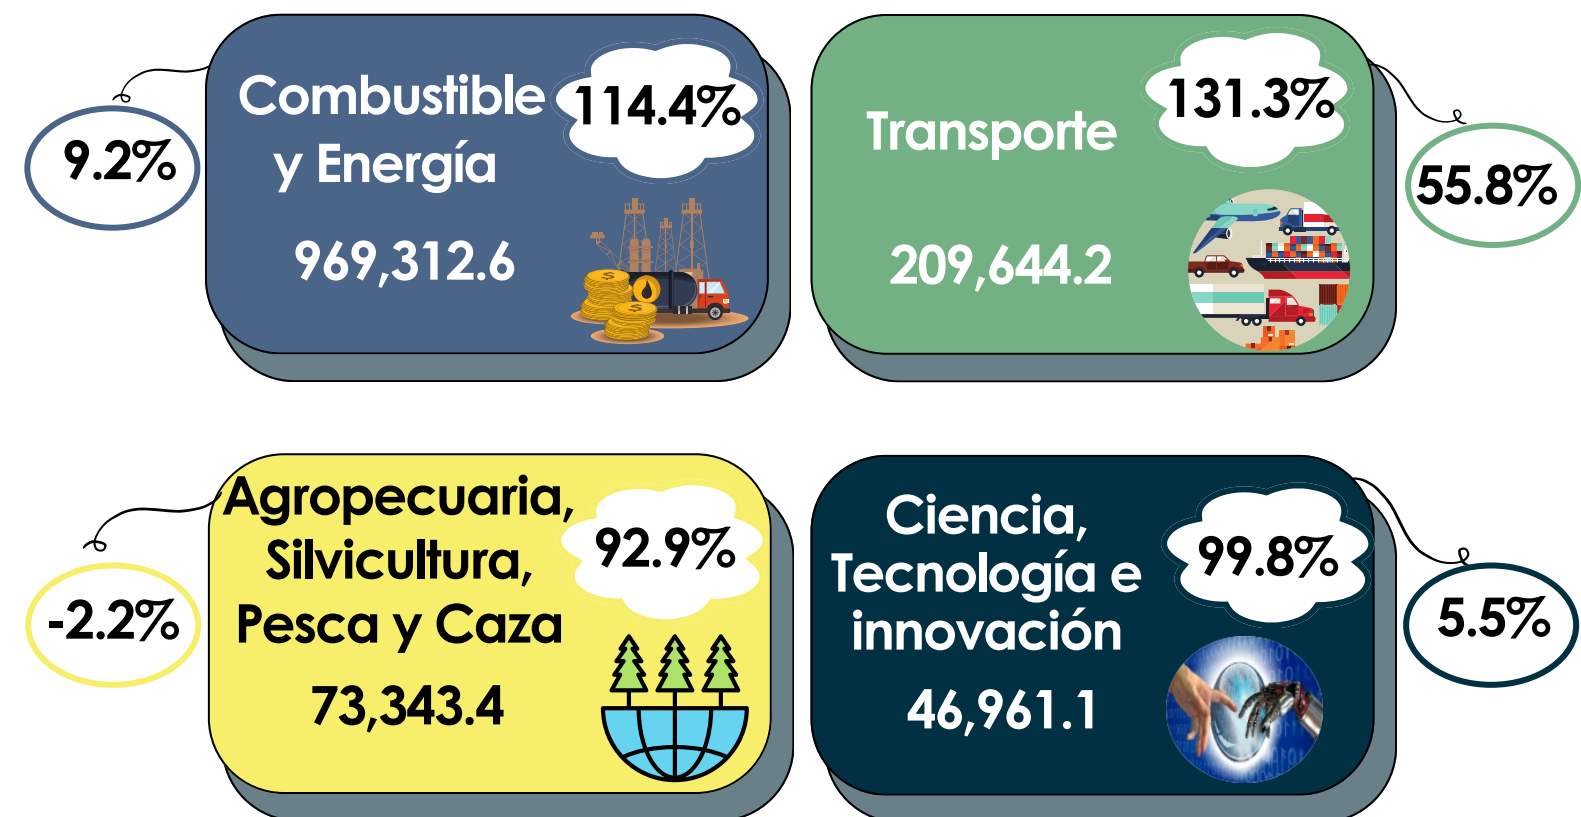 9.2%
Combustible
y Energía
114.4%
969,312.6
Transporte
131.3%
209,644.2
55.8%
-2.2%
Agropecuaria,
Silvicultura,
Pesca y Caza
92.9%
73,343.4
Ciencia,
Tecnología e
innovación
99.8%
46,961.1
5.5%